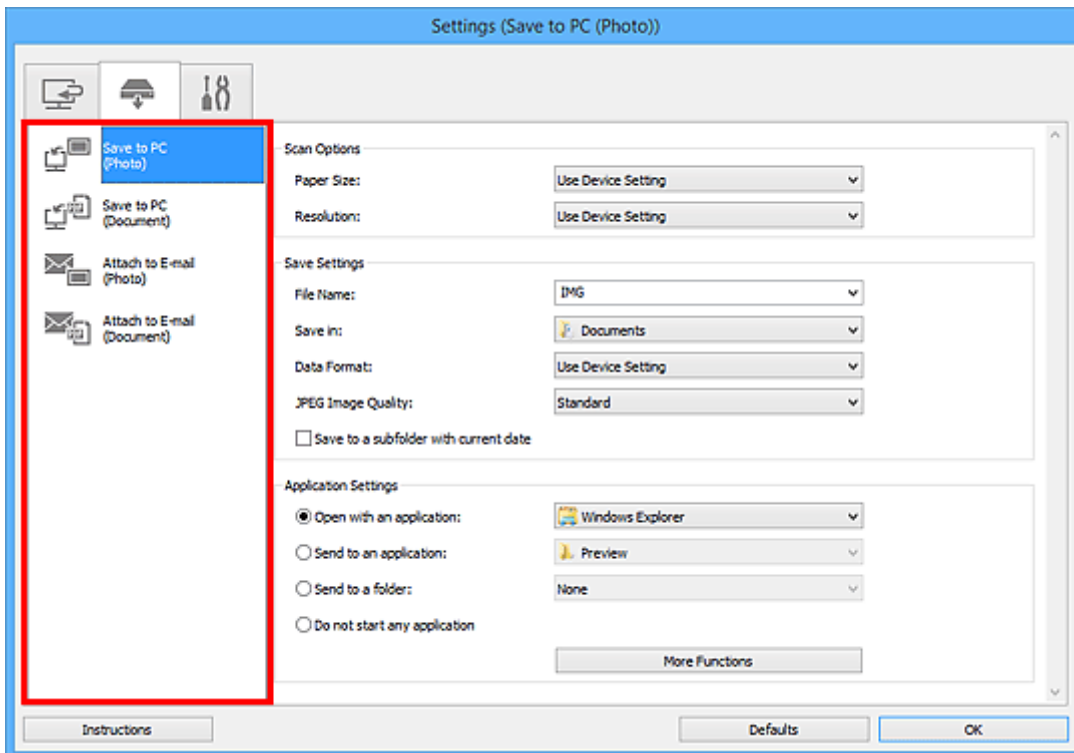 Settings (Save to PC (Photo))
Save to PC
(Photo)
Save to PC
(Document)
Attach to E-mail
(Photo)
Attach to E-mail
(Document)
Scan Options
Paper Size: Use Device Setting
Resolution: Use Device Setting
Save Settings
File Name: IMG
Save in: Documents
Data Format: Use Device Setting
JPEG Image Quality: Standard
Save to a subfolder with current date
Application Settings
Open with an application: Windows Explorer
Send to an application: Preview
Send to a folder: None
Do not start any application
More Functions
Instructions Defaults OK